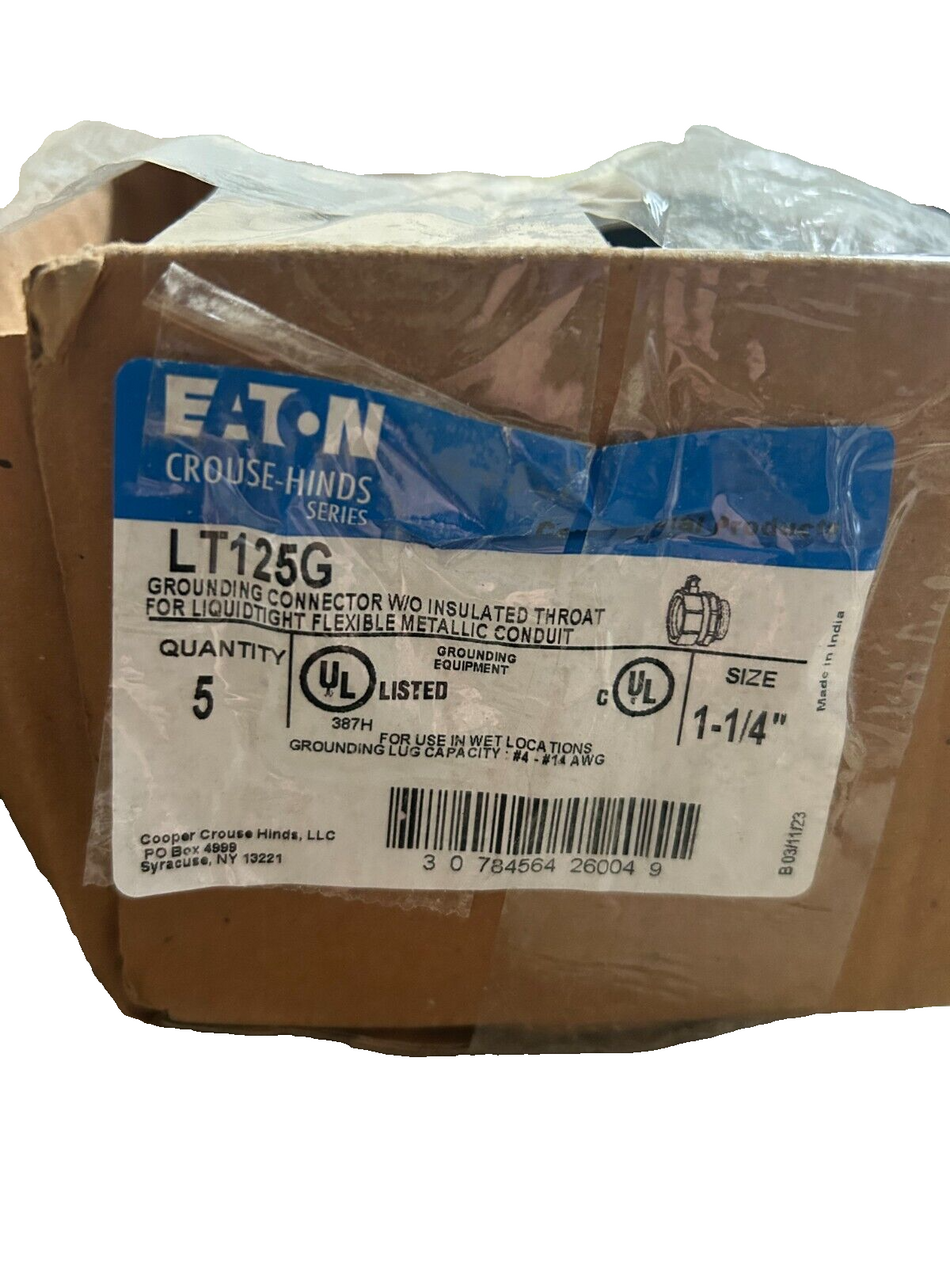 EATON
CROUSE-HINDS
SERIES
Commercial Products
LT125G
GROUNDING CONNECTOR W/O INSULATED THROAT
FOR LIQUIDTIGHT FLEXIBLE METALLIC CONDUIT
QUANTITY
5
UL LISTED
387H
GROUNDING
EQUIPMENT
C UL
SIZE
1-1/4"
FOR USE IN WET LOCATIONS
GROUNDING LUG CAPACITY : #4 - #14 AWG
Made in India
Cooper Crouse Hinds, LLC
PO Box 4999
Syracuse, NY 13221
3 0 784564 26004 9
B 03/11/23